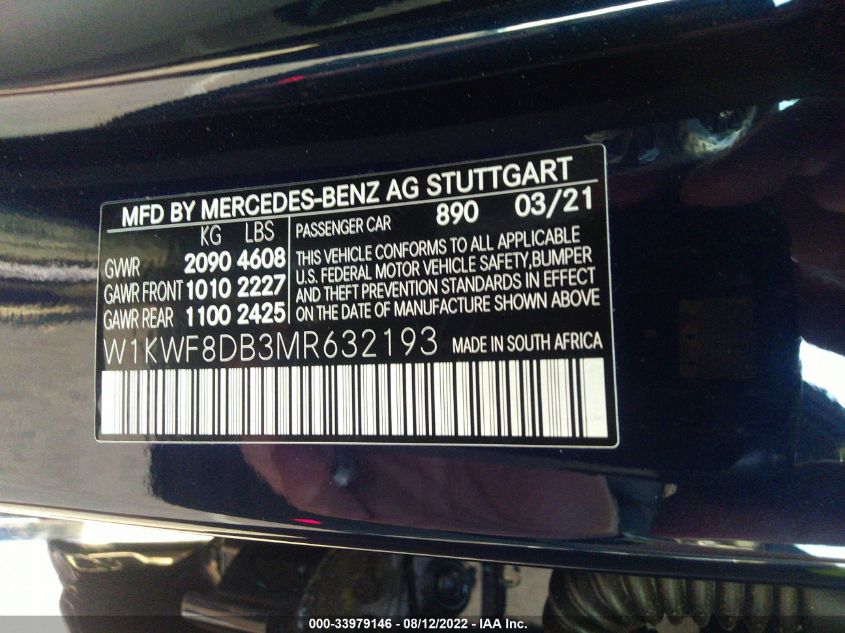 MFD BY MERCEDES-BENZ AG STUTTGART
KG LBS
GVWR 2090 4608
GAWR FRONT 1010 2227
GAWR REAR 1100 2425
PASSENGER CAR 890 03/21
THIS VEHICLE CONFORMS TO ALL APPLICABLE
U.S. FEDERAL MOTOR VEHICLE SAFETY, BUMPER
AND THEFT PREVENTION STANDARDS IN EFFECT
ON THE DATE OF MANUFACTURE SHOWN ABOVE
W1KWF8DB3MR632193 MADE IN SOUTH AFRICA
000-33979146 - 08/12/2022 - IAA Inc.